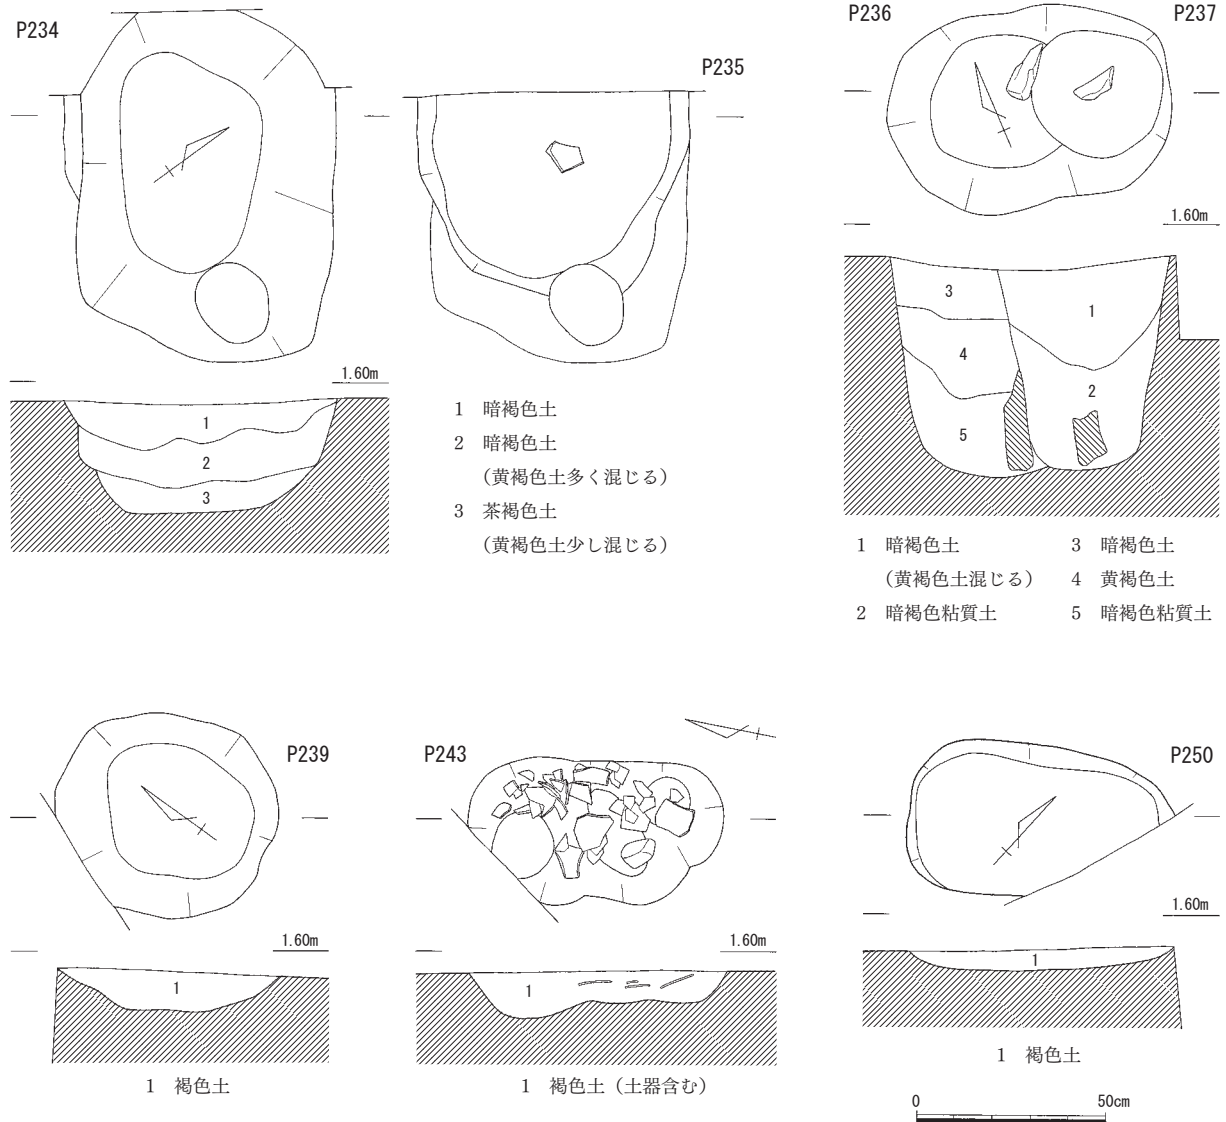 P234
P235
P236
P237
1.60m
1
2
3
1.60m
3
4
5
1
2
1 暗褐色土
2 暗褐色土
(黄褐色土多く混じる)
3 茶褐色土
(黄褐色土少し混じる)
1 暗褐色土
(黄褐色土混じる)
2 暗褐色粘質土
3 暗褐色土
4 黄褐色土
5 暗褐色粘質土
P239
1.60m
1
1 褐色土
P243
1.60m
1
1 褐色土(土器含む)
P250
1.60m
1
1 褐色土
0 50cm